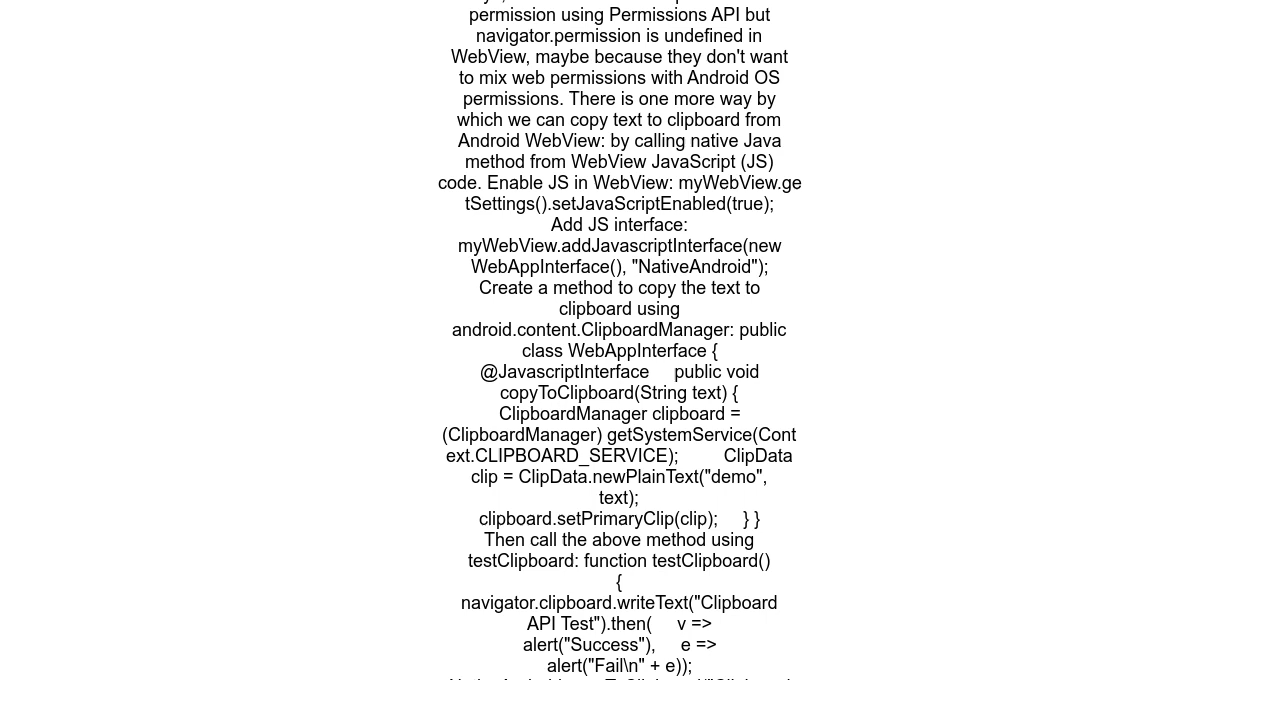 permission using Permissions API but
navigator.permission is undefined in
WebView, maybe because they don't want
to mix web permissions with Android OS
permissions. There is one more way by
which we can copy text to clipboard from
Android WebView: by calling native Java
method from WebView JavaScript (JS)
code. Enable JS in WebView: myWebView.ge
tSettings().setJavaScriptEnabled(true);
Add JS interface:
myWebView.addJavascriptInterface(new
WebAppInterface(), "NativeAndroid");
Create a method to copy the text to
clipboard using
android.content.ClipboardManager: public
class WebAppInterface {
@JavascriptInterface     public void
copyToClipboard(String text) {
ClipboardManager clipboard =
(ClipboardManager) getSystemService(Cont
ext.CLIPBOARD_SERVICE);         ClipData
clip = ClipData.newPlainText("demo",
text);
clipboard.setPrimaryClip(clip);     } }
Then call the above method using
testClipboard: function testClipboard()
{
navigator.clipboard.writeText("Clipboard
API Test").then(     v =>
alert("Success"),     e =>
alert("Fail\n" + e));